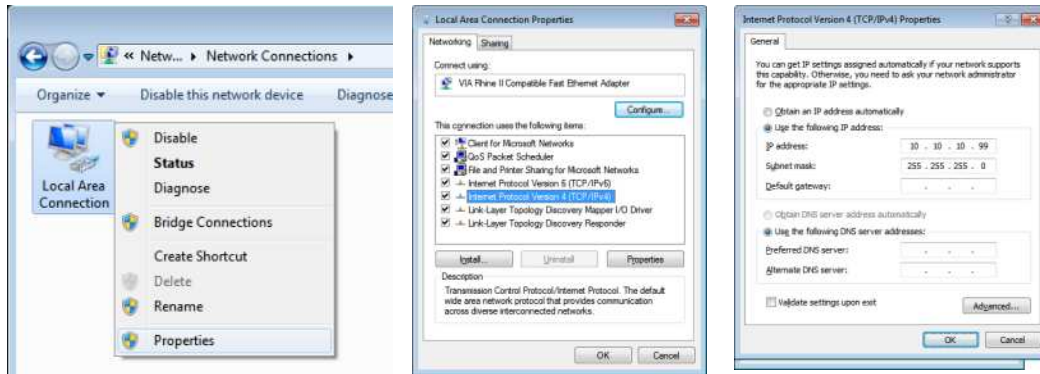 « Netw... ▸ Network Connections ▸
Organize ▾ Disable this network device Diagnose
Local Area
Connection
Disable
Status
Diagnose
Bridge Connections
Create Shortcut
Delete
Rename
Properties
Local Area Connection Properties
Networking Sharing
Connect using:
VIA Rhine II Compatible Fast Ethernet Adapter
Configure...
This connection uses the following items:
Client for Microsoft Networks
QoS Packet Scheduler
File and Printer Sharing for Microsoft Networks
Internet Protocol Version 6 (TCP/IPv6)
Internet Protocol Version 4 (TCP/IPv4)
Link-Layer Topology Discovery Mapper I/O Driver
Link-Layer Topology Discovery Responder
Install... Uninstall Properties
Description
Transmission Control Protocol/Internet Protocol. The default
wide area network protocol that provides communication
across diverse interconnected networks.
OK Cancel
Internet Protocol Version 4 (TCP/IPv4) Properties
General
You can get IP settings assigned automatically if your network supports
this capability. Otherwise, you need to ask your network administrator
for the appropriate IP settings.
Obtain an IP address automatically
Use the following IP address:
IP address: 10 . 10 . 10 . 99
Subnet mask: 255 . 255 . 255 . 0
Default gateway: . . .
Obtain DNS server address automatically
Use the following DNS server addresses:
Preferred DNS server: . . .
Alternate DNS server: . . .
Validate settings upon exit Advanced...
OK Cancel